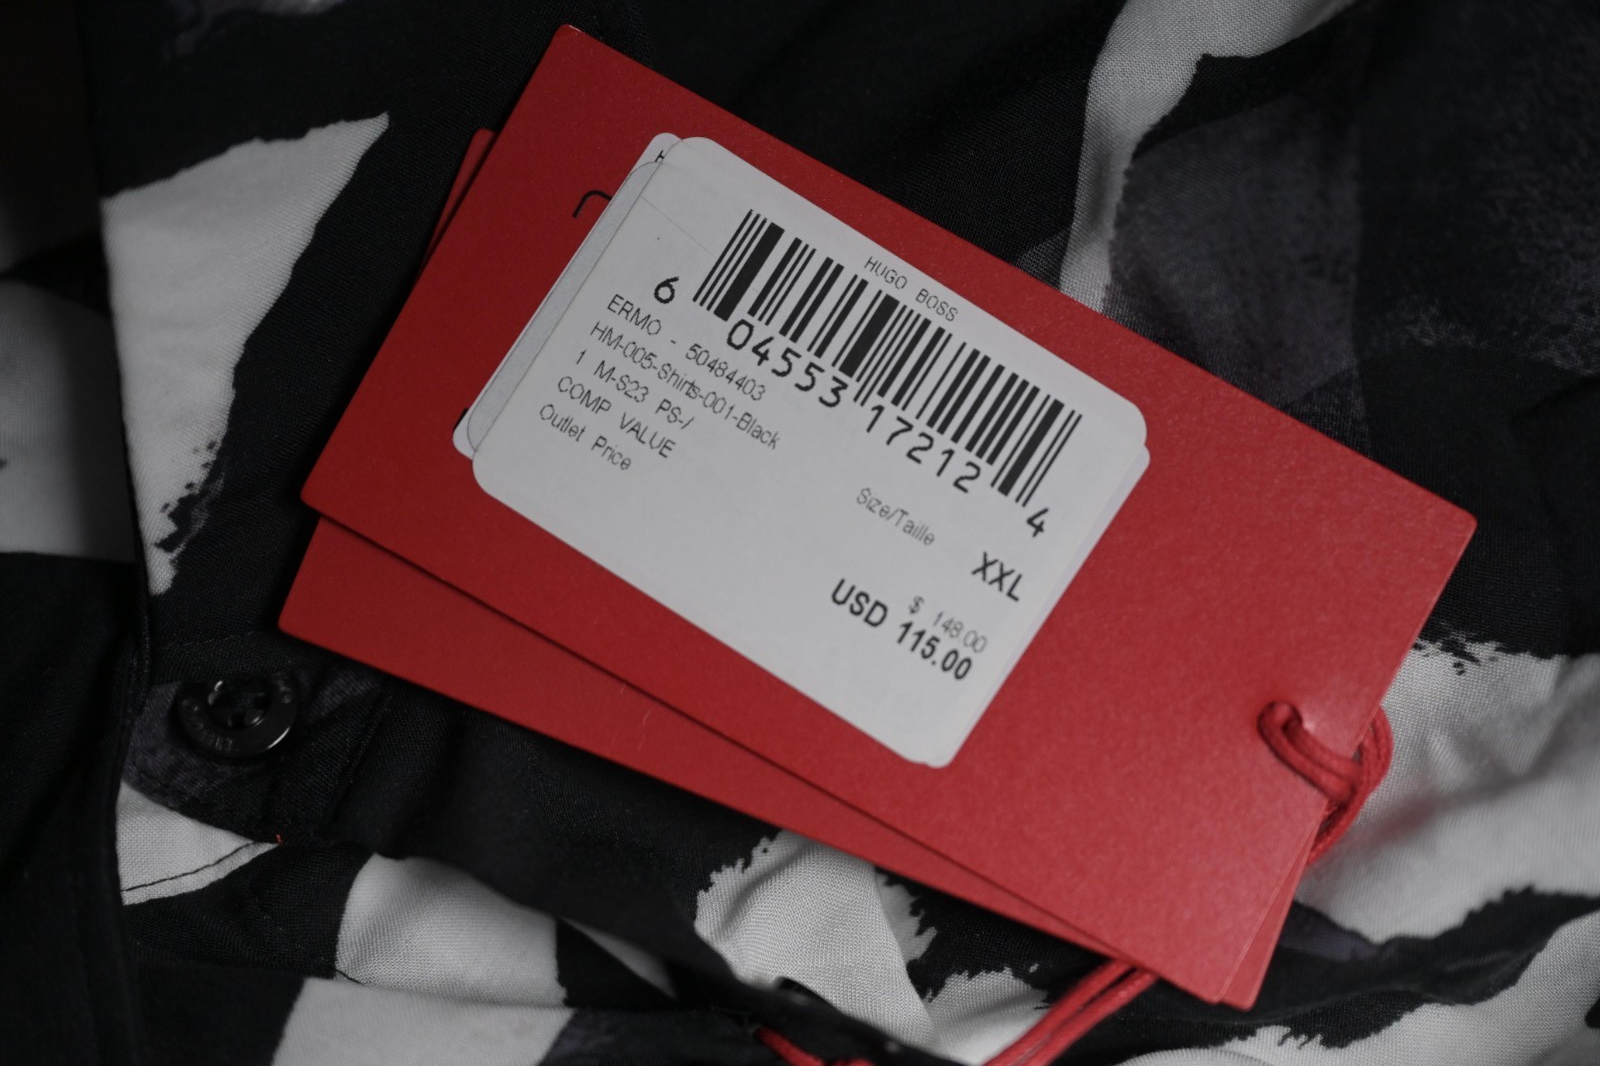 HUGO BOSS
6 04553 17212 4
ERMO - 50484403
HM-005-Shirts-001-Black
1 M-S23 PS-/
COMP VALUE
Outlet Price
Size/Taille
XXL
$ 148.00
USD 115.00